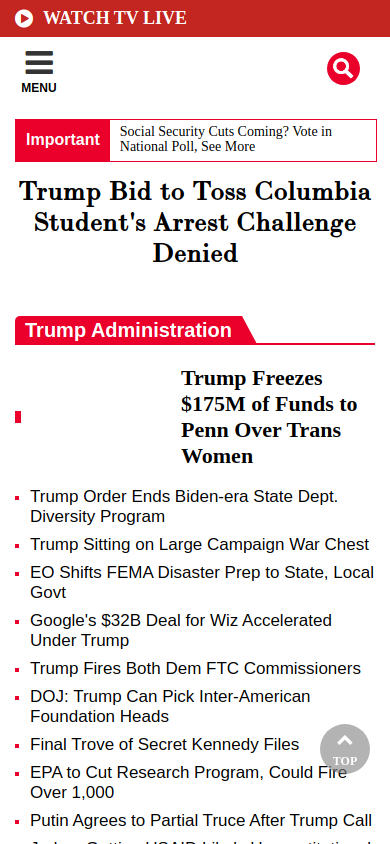 WATCH TV LIVE
MENU
Important
Social Security Cuts Coming? Vote in
National Poll, See More
Trump Bid to Toss Columbia
Student's Arrest Challenge
Denied
Trump Administration
Trump Freezes
$175M of Funds to
Penn Over Trans
Women
Trump Order Ends Biden-era State Dept.
Diversity Program
Trump Sitting on Large Campaign War Chest
EO Shifts FEMA Disaster Prep to State, Local
Govt
Google's $32B Deal for Wiz Accelerated
Under Trump
Trump Fires Both Dem FTC Commissioners
DOJ: Trump Can Pick Inter-American
Foundation Heads
Final Trove of Secret Kennedy Files
EPA to Cut Research Program, Could Fire
Over 1,000
TOP
Putin Agrees to Partial Truce After Trump Call